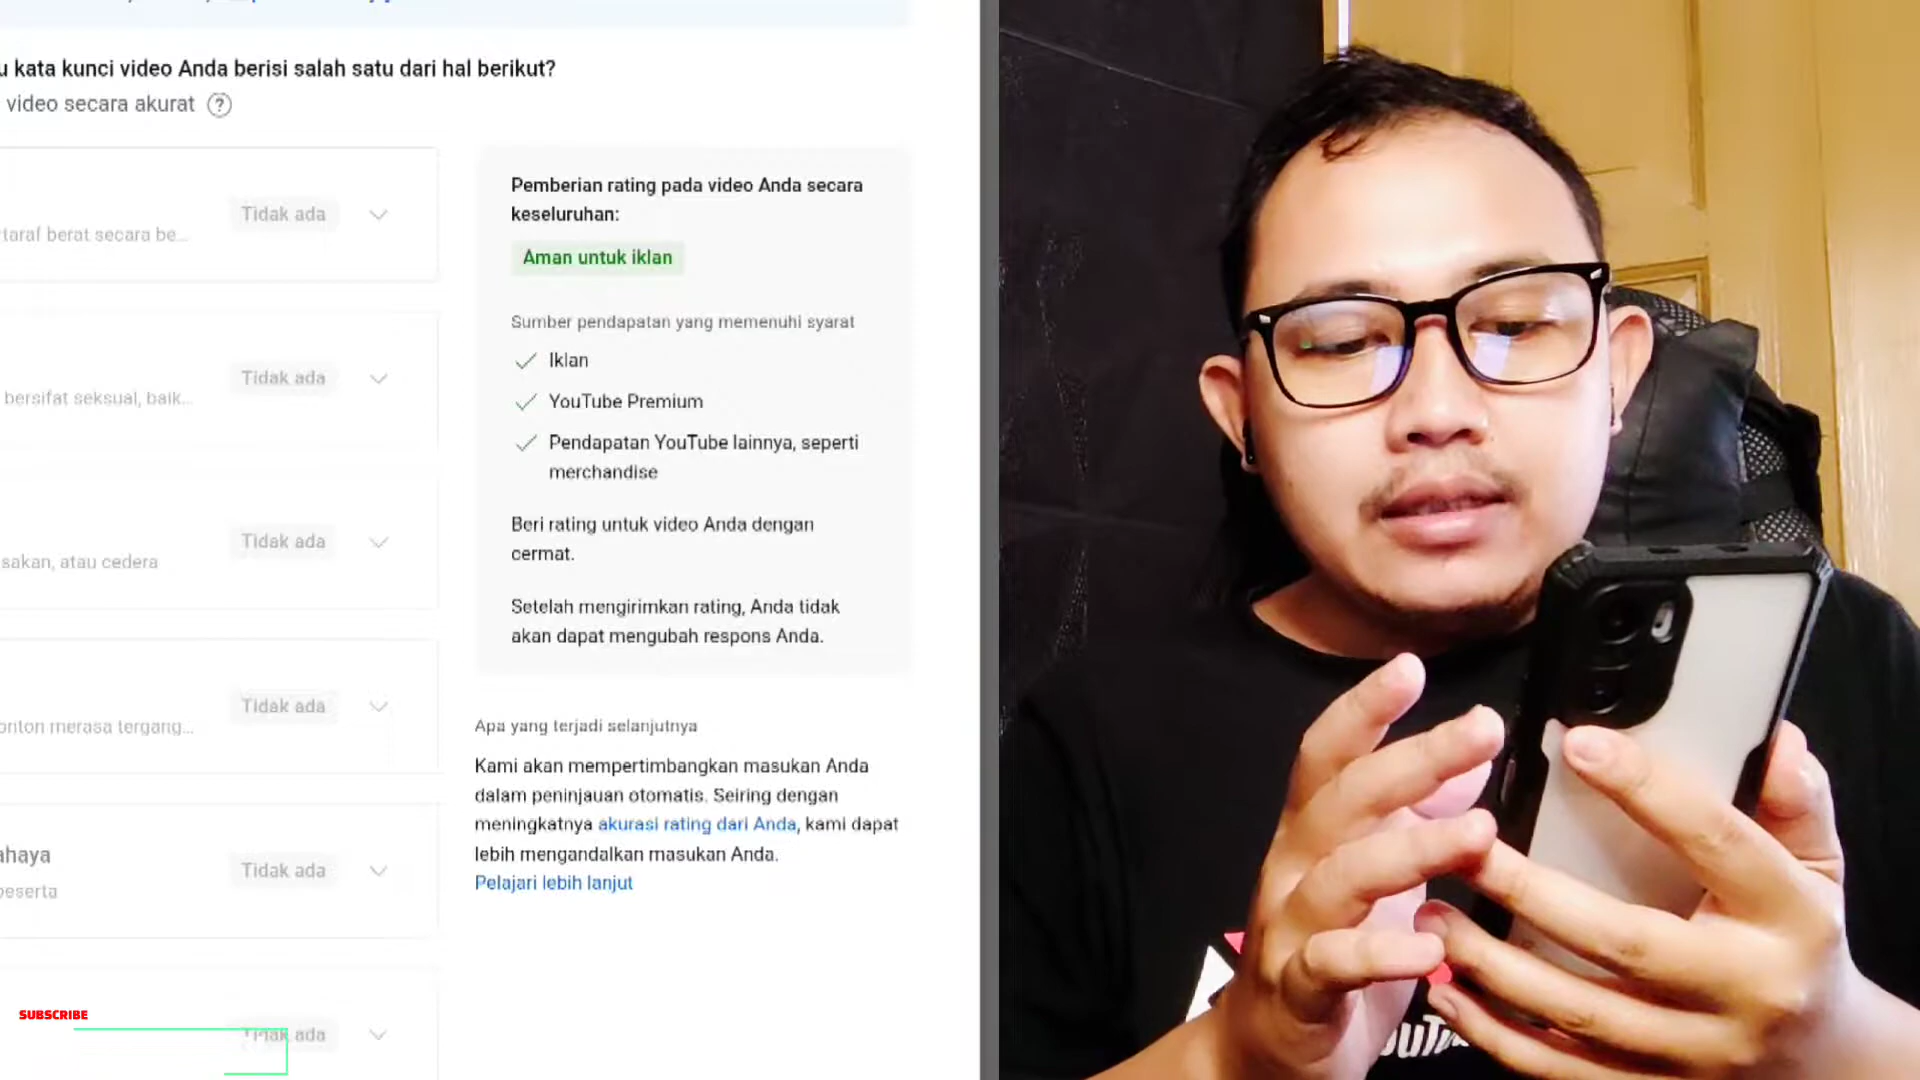 u kata kunci video Anda berisi salah satu dari hal berikut?
video secara akurat ?
Tidak ada
taraf berat secara be...
Tidak ada
bersifat seksual, baik...
Tidak ada
sakan, atau cedera
Tidak ada
onton merasa tergang...
ahaya
Tidak ada
peserta
ada
Pemberian rating pada video Anda secara
keseluruhan:
Aman untuk iklan
Sumber pendapatan yang memenuhi syarat
Iklan
YouTube Premium
Pendapatan YouTube lainnya, seperti
merchandise
Beri rating untuk video Anda dengan
cermat.
Setelah mengirimkan rating, Anda tidak
akan dapat mengubah respons Anda.
Apa yang terjadi selanjutnya
Kami akan mempertimbangkan masukan Anda
dalam peninjauan otomatis. Seiring dengan
meningkatnya akurasi rating dari Anda, kami dapat
lebih mengandalkan masukan Anda.
Pelajari lebih lanjut
SUBSCRIBE